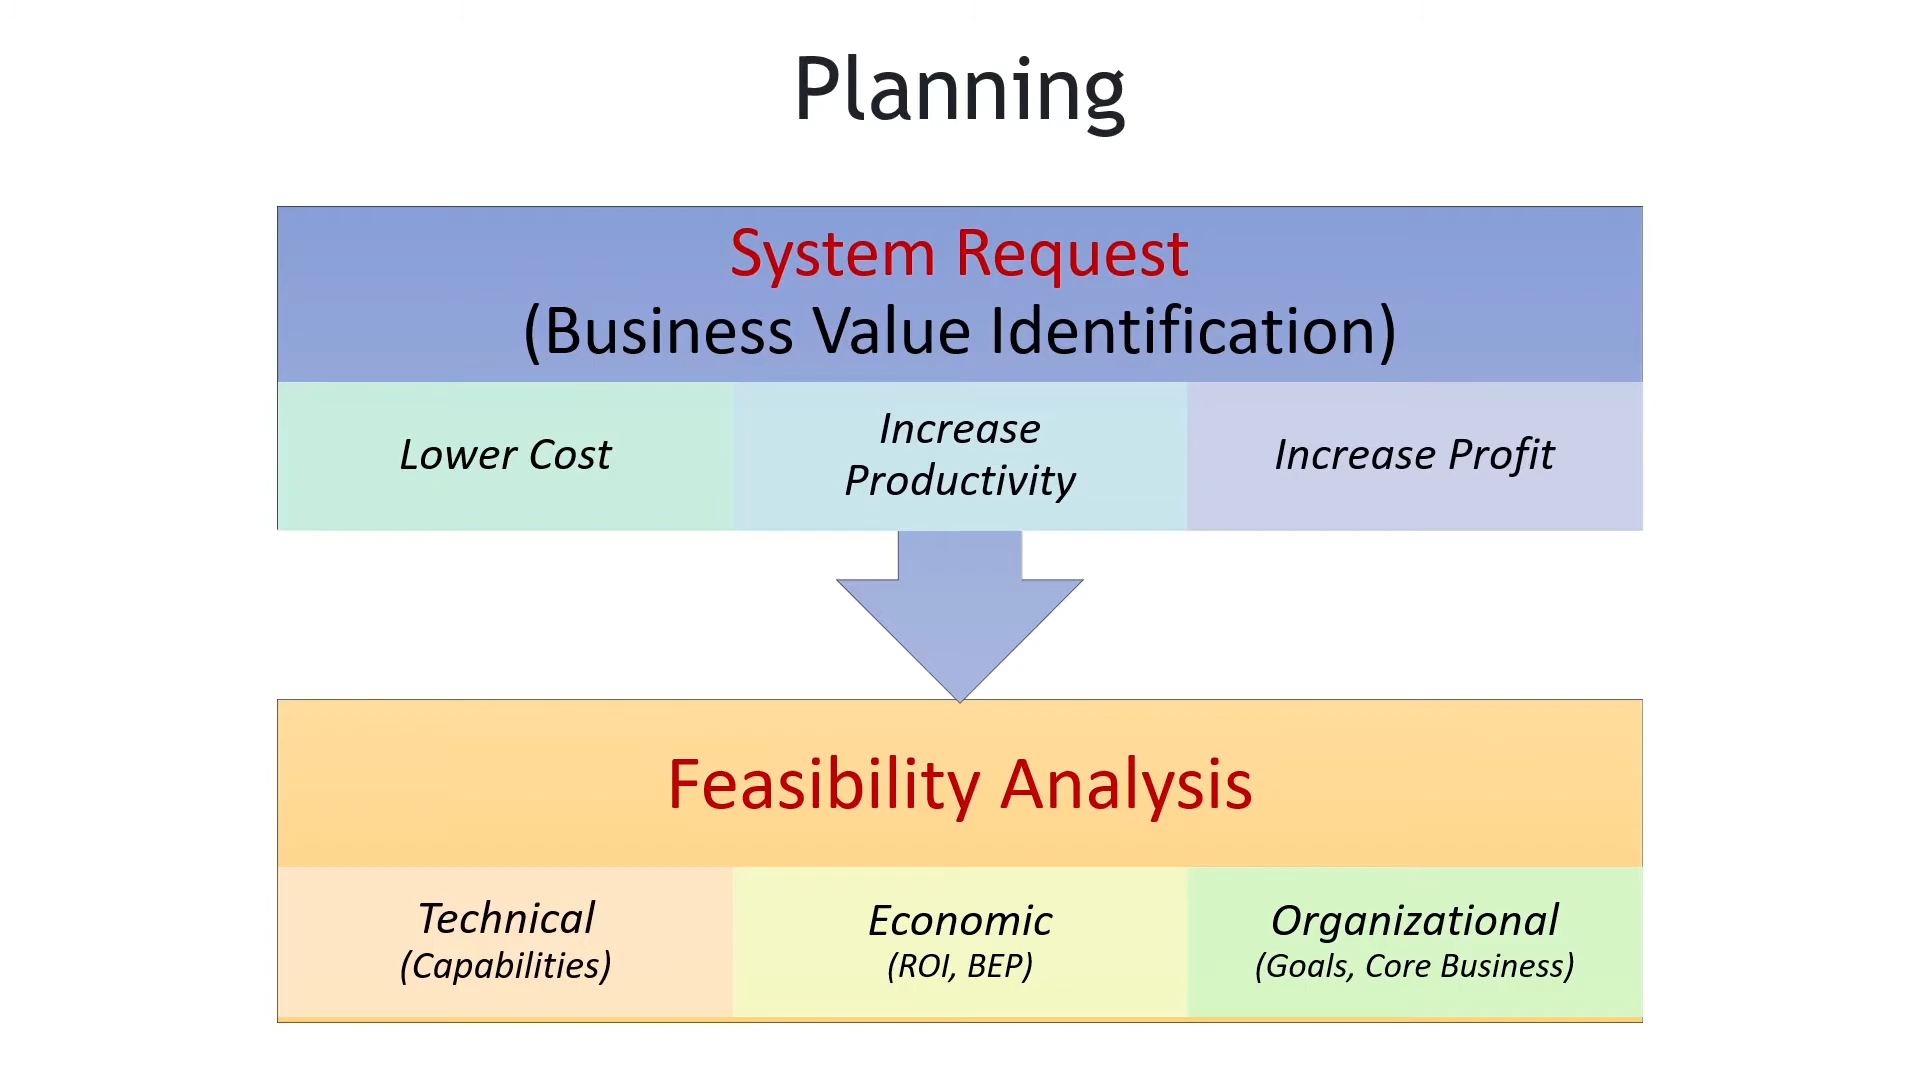 Planning
System Request
(Business Value Identification)
Lower Cost
Increase
Productivity
Increase Profit
Feasibility Analysis
Technical
(Capabilities)
Economic
(ROI, BEP)
Organizational
(Goals, Core Business)